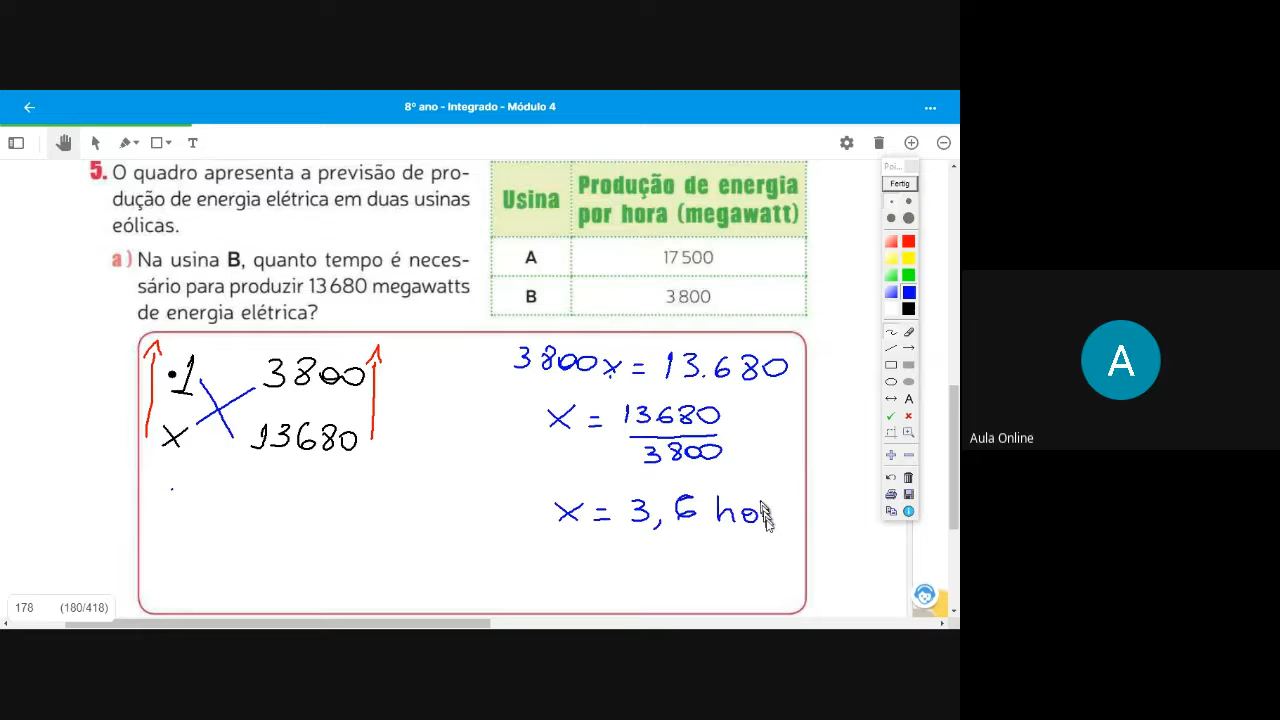 8º ano - Integrado - Módulo 4
T
5. O quadro apresenta a previsão de pro-
dução de energia elétrica em duas usinas
eólicas.
a) Na usina B, quanto tempo é neces-
sário para produzir 13 680 megawatts
de energia elétrica?
Usina
Produção de energia
por hora (megawatt)
A
17 500
B
3 800
1 3800
x 13680
3800x = 13.680
x = 13680
3800
x = 3,6 hor
178 (180/418)
Poi...
Fertig
A
A
Aula Online